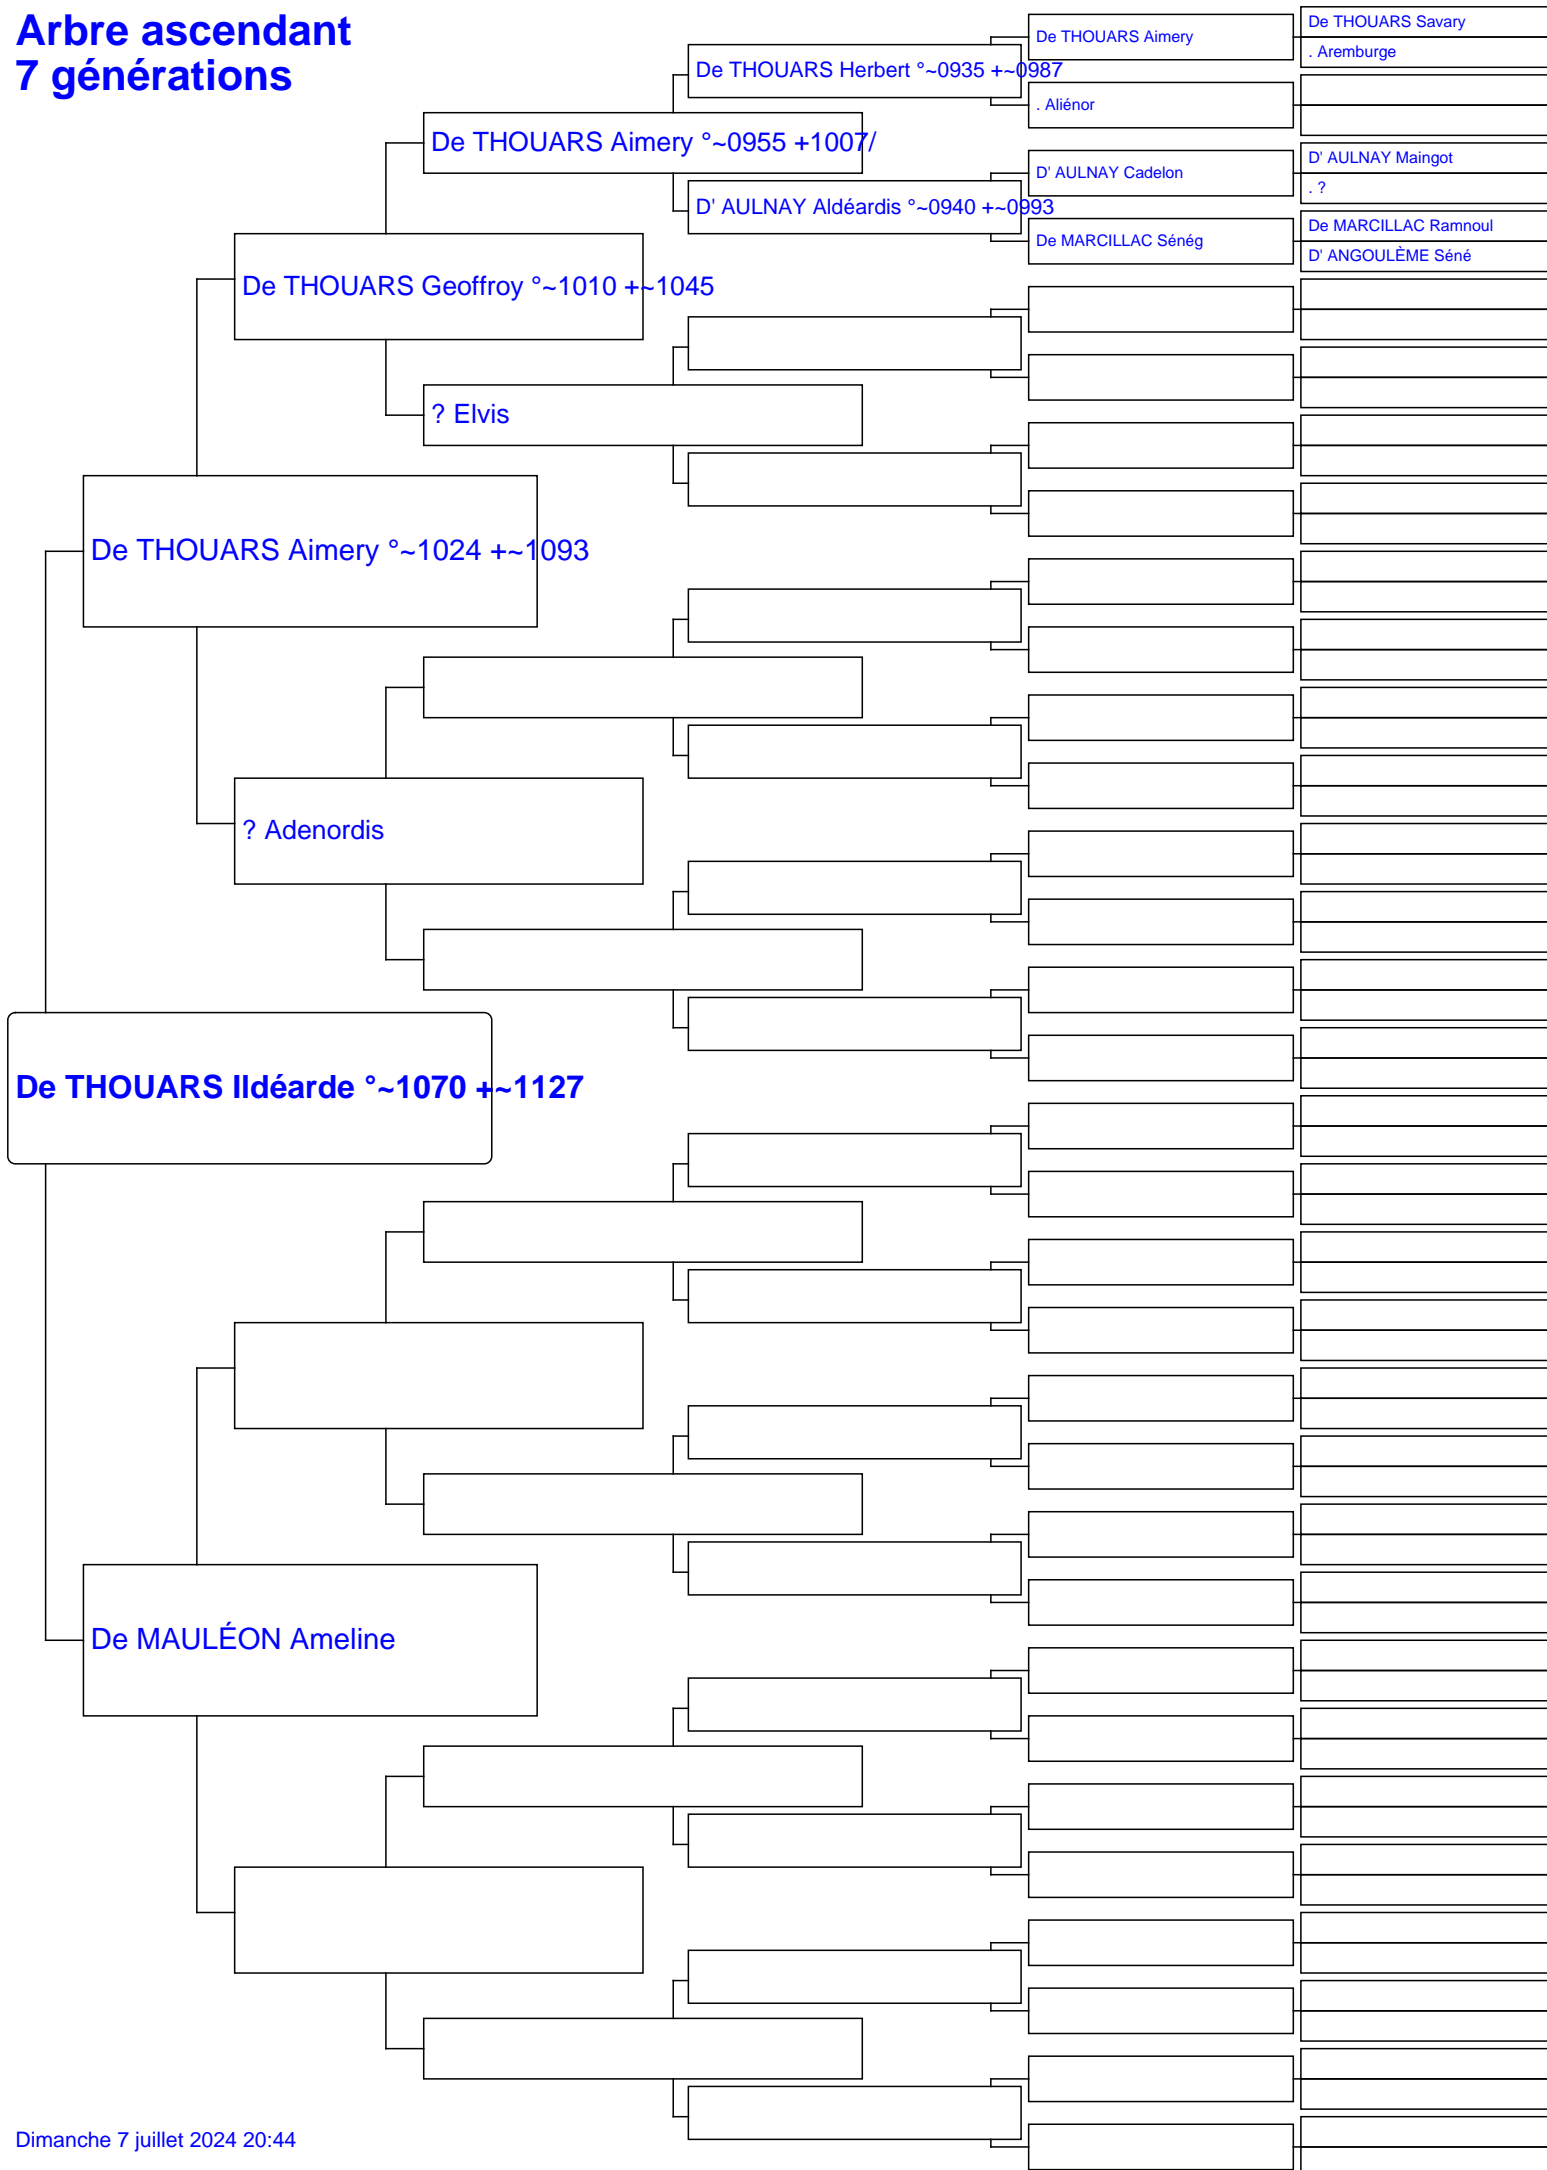 Arbre ascendant
7 générations
De THOUARS Savary
De THOUARS Aimery
. Aremburge
De THOUARS Herbert °~0935 +~0987
. Aliénor
De THOUARS Aimery °~0955 +1007/
D' AULNAY Maingot
D' AULNAY Cadelon
. ?
D' AULNAY Aldéardis °~0940 +~0993
De MARCILLAC Ramnoul
De MARCILLAC Sénég
D' ANGOULÈME Séné
De THOUARS Geoffroy °~1010 +~1045
? Elvis
De THOUARS Aimery °~1024 +~1093
? Adenordis
De THOUARS Ildéarde °~1070 +~1127
De MAULÉON Ameline
Dimanche 7 juillet 2024 20:44